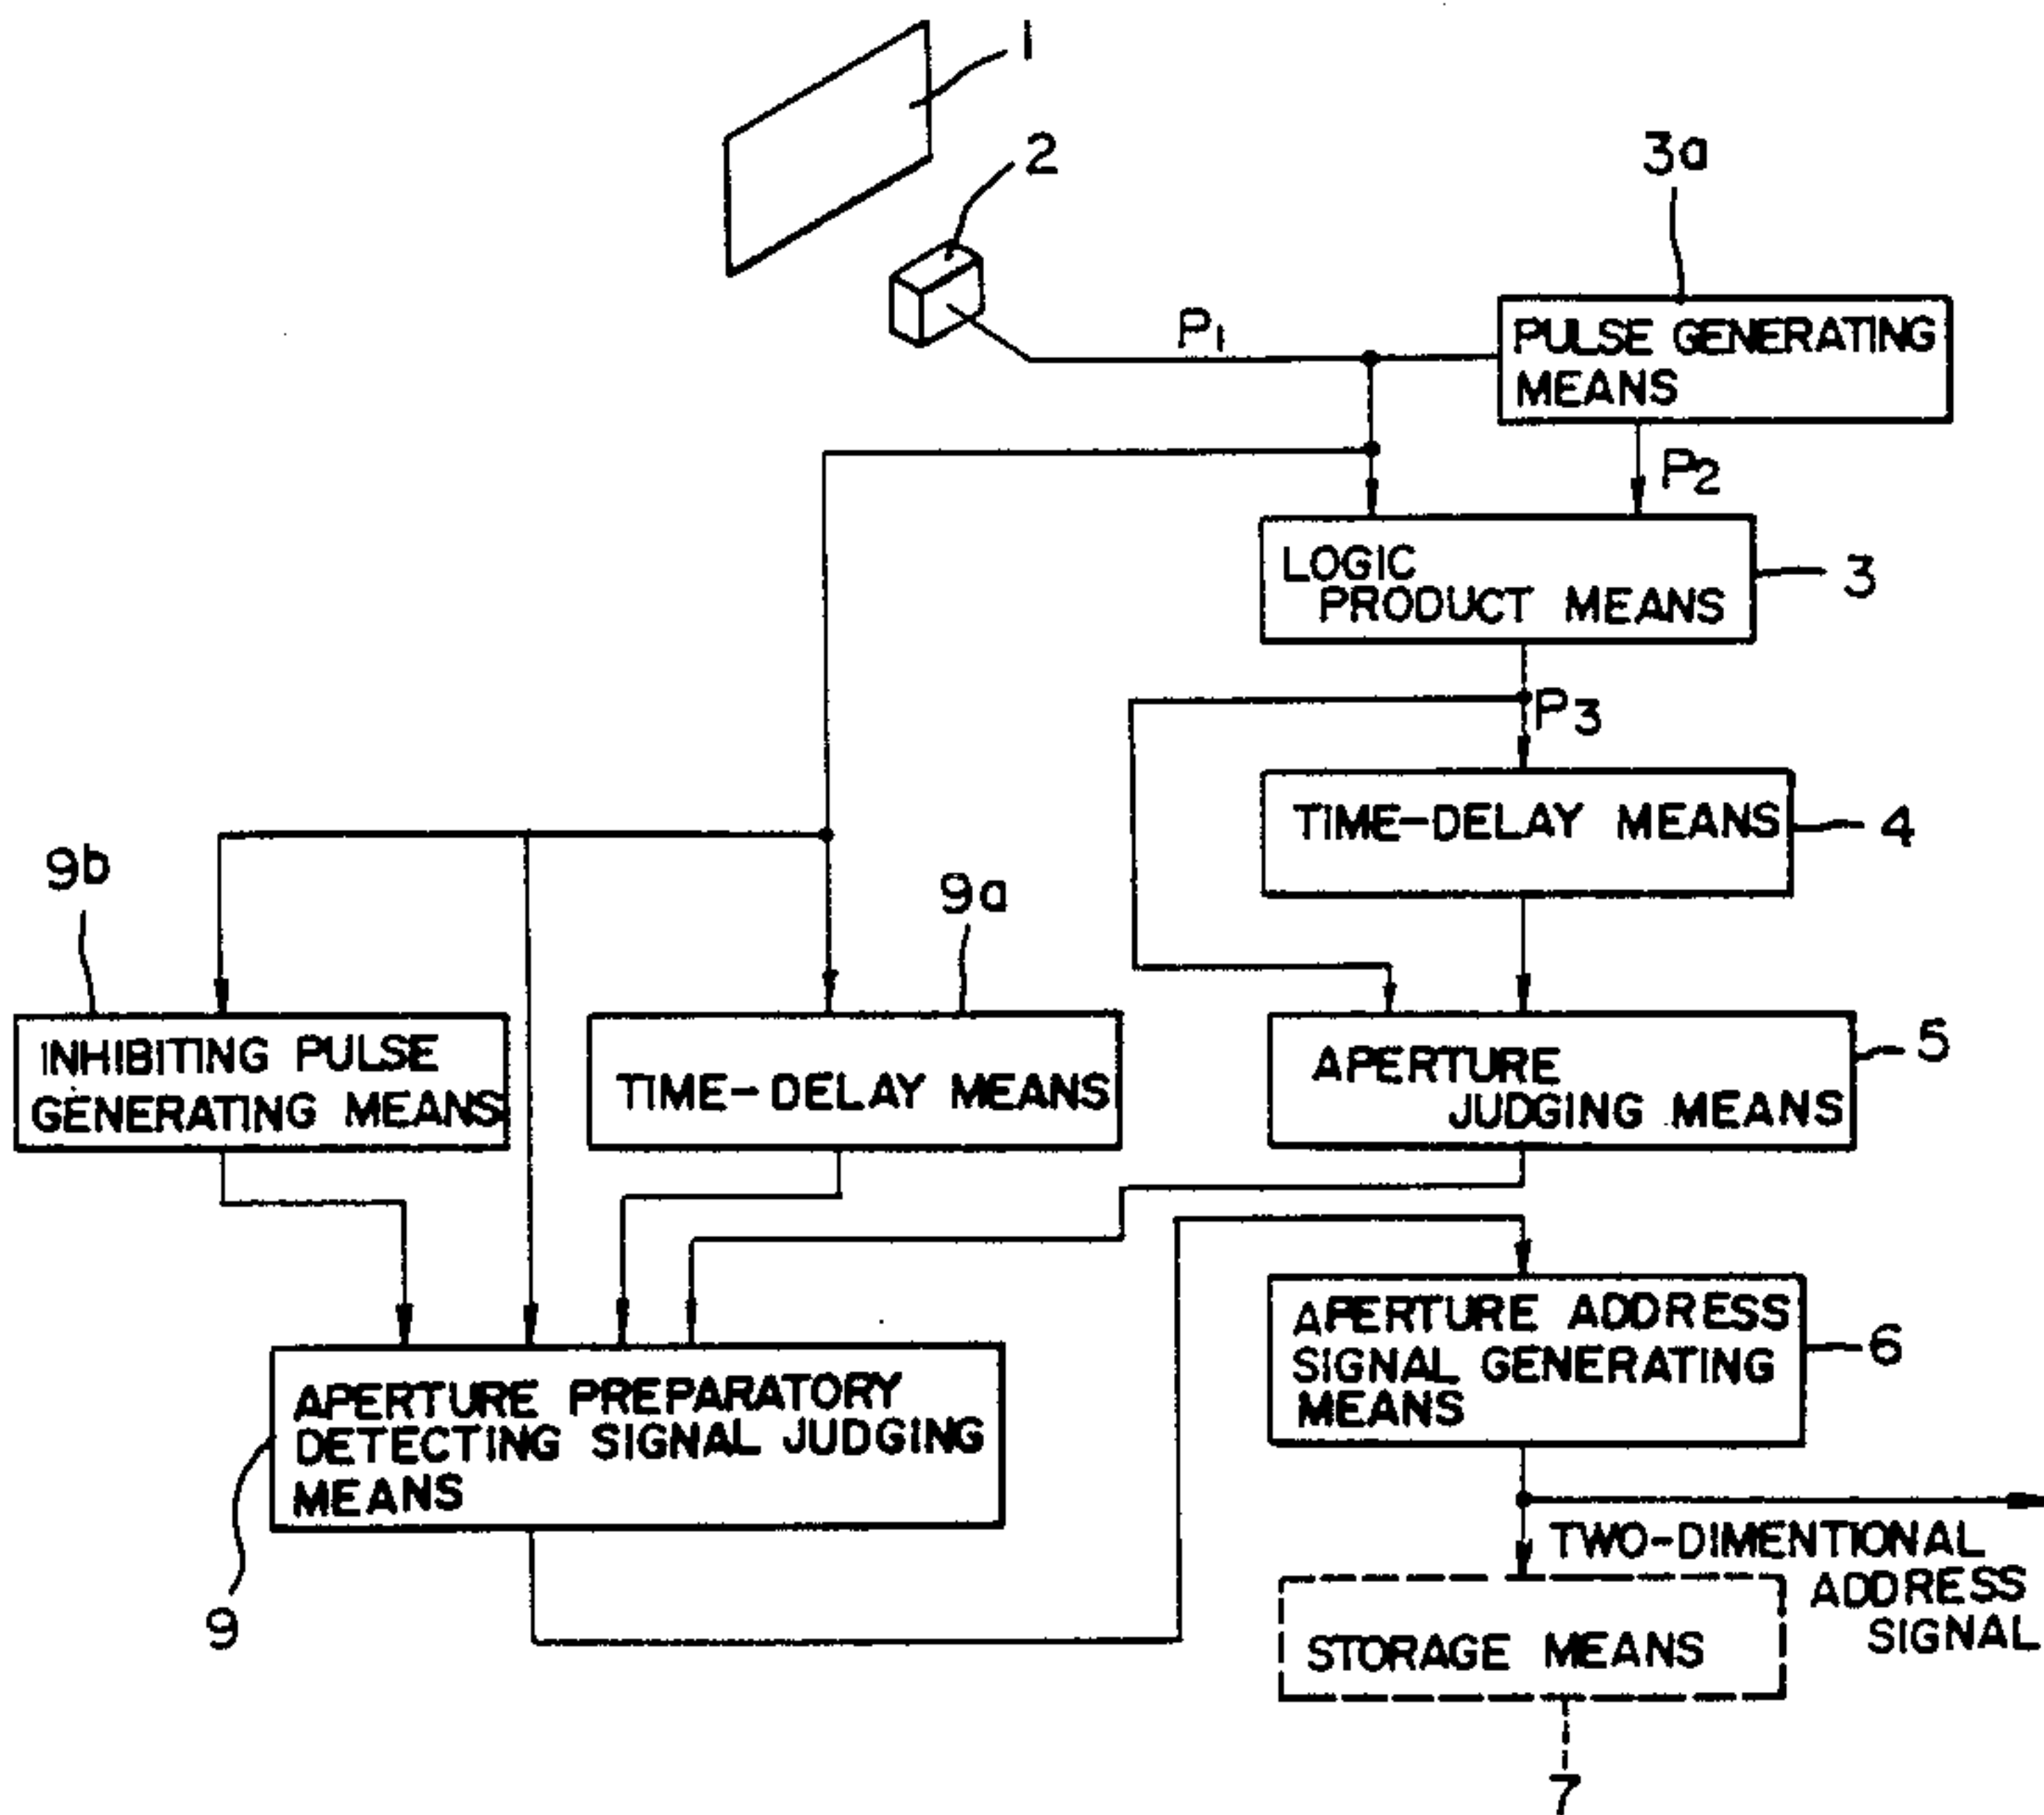 1
2
3a
P1
PULSE GENERATING
MEANS
P2
LOGIC
PRODUCT MEANS
3
P3
TIME-DELAY MEANS
4
9b
9a
INHIBITING PULSE
GENERATING MEANS
TIME-DELAY MEANS
APERTURE
JUDGING MEANS
5
APERTURE ADDRESS
SIGNAL GENERATING
MEANS
6
APERTURE PREPARATORY
DETECTING SIGNAL JUDGING
MEANS
9
TWO-DIMENTIONAL
ADDRESS
SIGNAL
STORAGE MEANS
7